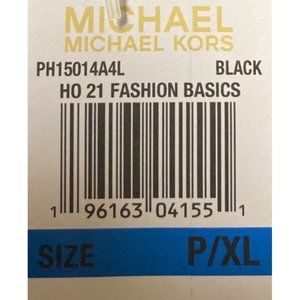 MICHAEL
MICHAEL KORS
PH15014A4L BLACK
HO 21 FASHION BASICS
1 96163 04155 1
SIZE P/XL